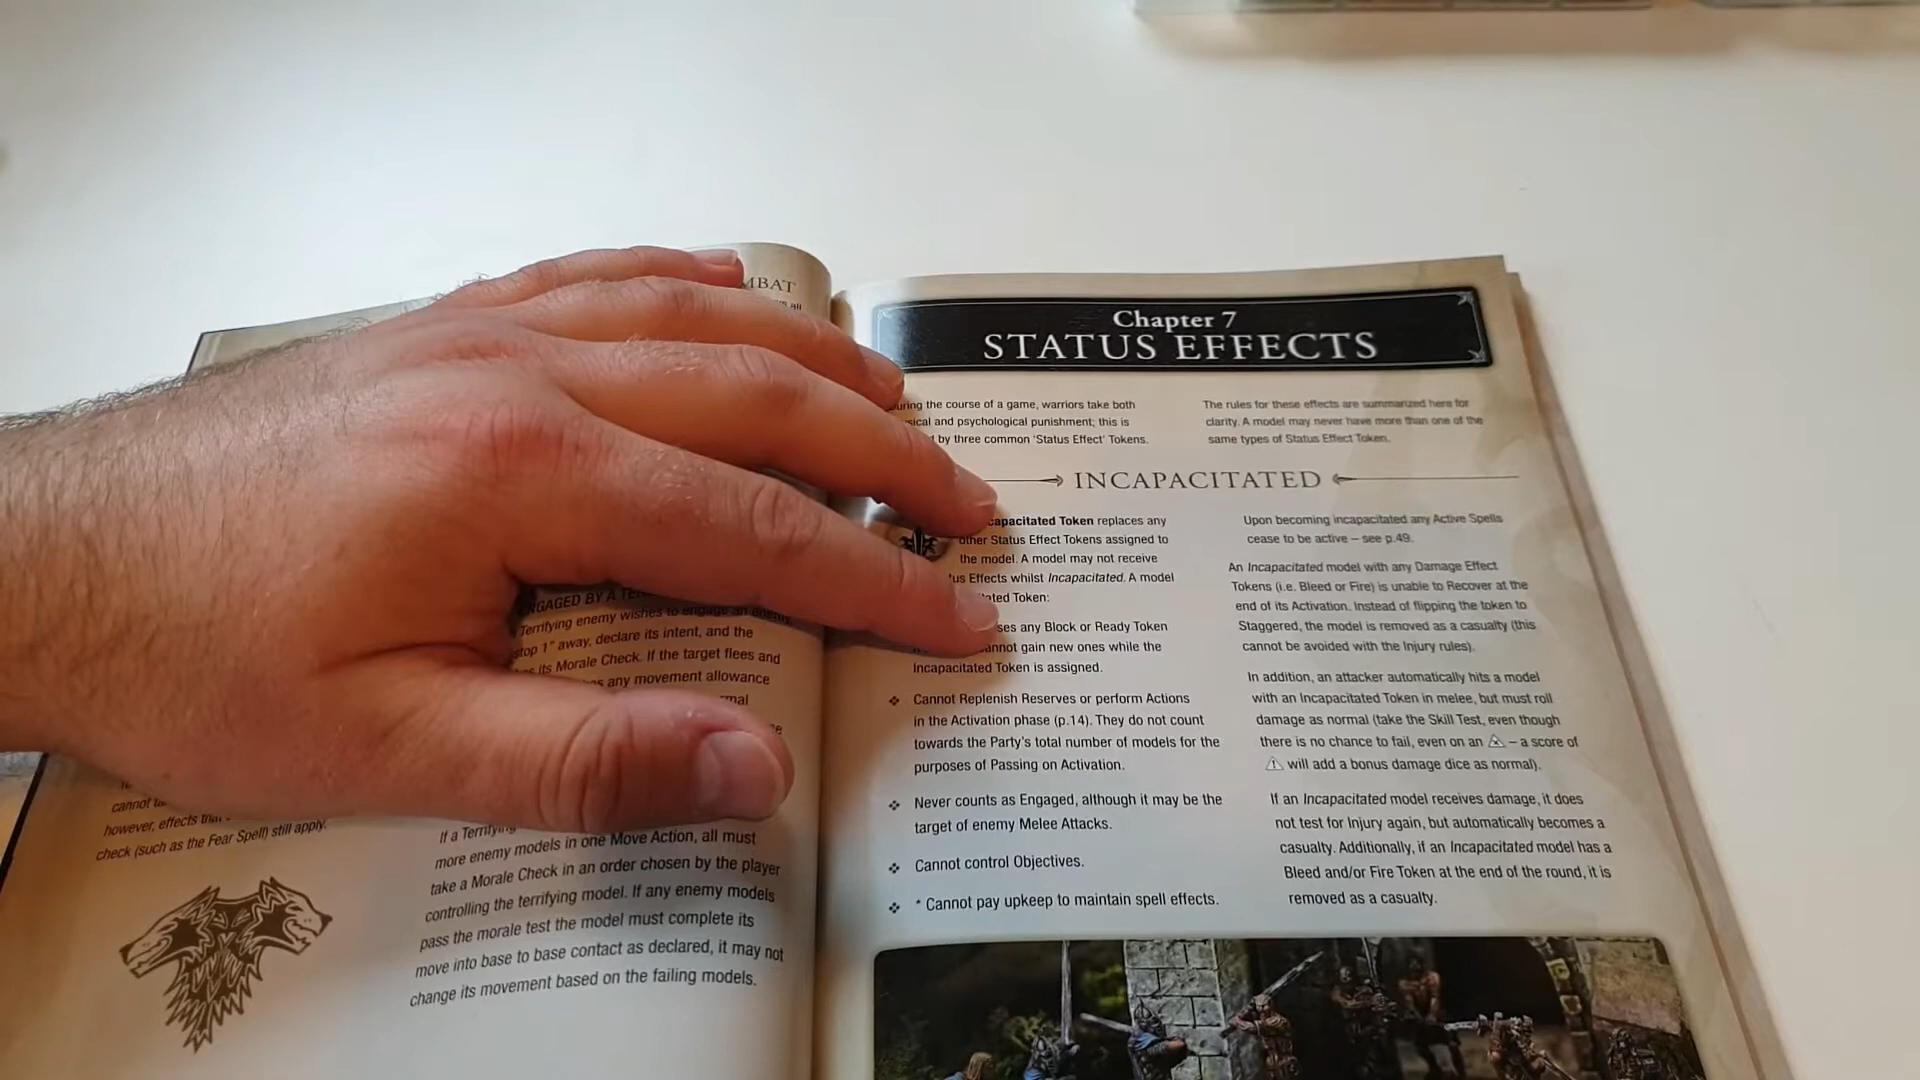 MBAT
all
ENGAGED BY A TE
Terrifying enemy wishes to engage an enemy,
stop 1" away, declare its intent, and the
its Morale Check. If the target flees and
any movement allowance
mal
cannot
however, effects that
check (such as the Fear Spell) still apply.
If a Terrifying
more enemy models in one Move Action, all must
take a Morale Check in an order chosen by the player
controlling the terrifying model. If any enemy models
pass the morale test the model must complete its
move into base to base contact as declared, it may not
change its movement based on the failing models.
Chapter 7
STATUS EFFECTS
uring the course of a game, warriors take both
sical and psychological punishment; this is
by three common 'Status Effect' Tokens.
The rules for these effects are summarized here for
clarity. A model may never have more than one of the
same types of Status Effect Token.
INCAPACITATED
capacitated Token replaces any
other Status Effect Tokens assigned to
the model. A model may not receive
us Effects whilst Incapacitated. A model
tated Token:
ses any Block or Ready Token
annot gain new ones while the
Incapacitated Token is assigned.
❖ Cannot Replenish Reserves or perform Actions
in the Activation phase (p.14). They do not count
towards the Party's total number of models for the
purposes of Passing on Activation.
❖ Never counts as Engaged, although it may be the
target of enemy Melee Attacks.
❖ Cannot control Objectives.
❖ * Cannot pay upkeep to maintain spell effects.
Upon becoming incapacitated any Active Spells
cease to be active – see p.49.
An Incapacitated model with any Damage Effect
Tokens (i.e. Bleed or Fire) is unable to Recover at the
end of its Activation. Instead of flipping the token to
Staggered, the model is removed as a casualty (this
cannot be avoided with the Injury rules).
In addition, an attacker automatically hits a model
with an Incapacitated Token in melee, but must roll
damage as normal (take the Skill Test, even though
there is no chance to fail, even on an – a score of
will add a bonus damage dice as normal).
If an Incapacitated model receives damage, it does
not test for Injury again, but automatically becomes a
casualty. Additionally, if an Incapacitated model has a
Bleed and/or Fire Token at the end of the round, it is
removed as a casualty.